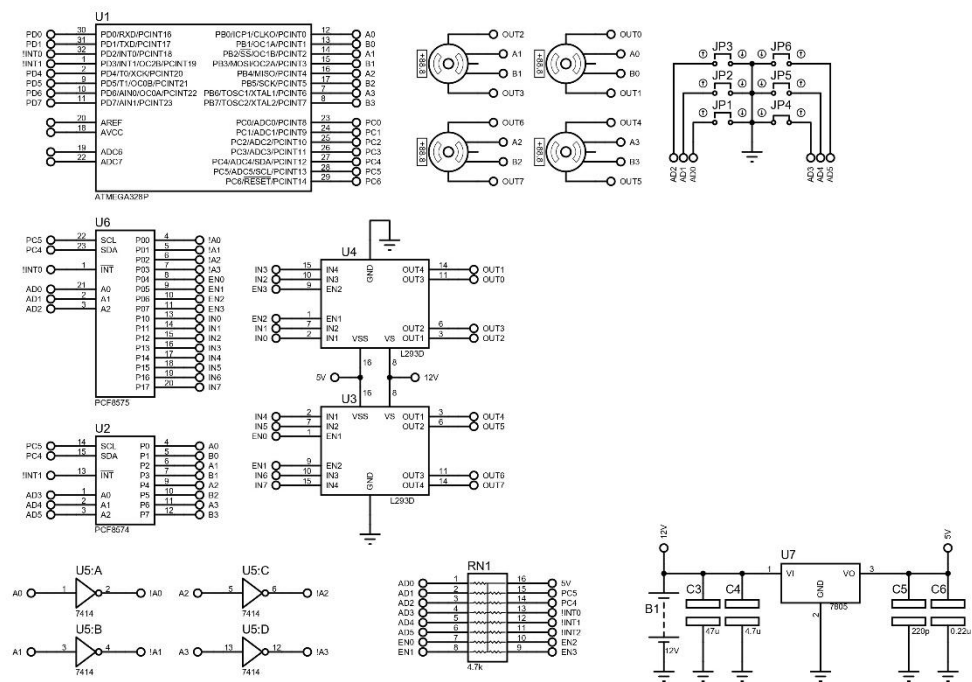 U1
PD0 30 PD0/RXD/PCINT16 PB0/ICP1/CLKO/PCINT0 12 A0
PD1 31 PD1/TXD/PCINT17 PB1/OC1A/PCINT1 13 B0
!INT0 32 PD2/INT0/PCINT18 PB2/SS/OC1B/PCINT2 14 A1
!INT1 1 PD3/INT1/OC2B/PCINT19 PB3/MOSI/OC2A/PCINT3 15 B1
PD4 2 PD4/T0/XCK/PCINT20 PB4/MISO/PCINT4 16 A2
PD5 9 PD5/T1/OC0B/PCINT21 PB5/SCK/PCINT5 17 B2
PD6 10 PD6/AIN0/OC0A/PCINT22 PB6/TOSC1/XTAL1/PCINT6 7 A3
PD7 11 PD7/AIN1/PCINT23 PB7/TOSC2/XTAL2/PCINT7 8 B3
20 AREF PC0/ADC0/PCINT8 23 PC0
18 AVCC PC1/ADC1/PCINT9 24 PC1
PC2/ADC2/PCINT10 25 PC2
19 ADC6 PC3/ADC3/PCINT11 26 PC3
22 ADC7 PC4/ADC4/SDA/PCINT12 27 PC4
PC5/ADC5/SCL/PCINT13 28 PC5
PC6/RESET/PCINT14 29 PC6
ATMEGA328P
OUT2
A1
+88.8
B1
OUT3
OUT0
A0
+88.8
B0
OUT1
OUT6
A2
+88.8
B2
OUT7
OUT4
A3
+88.8
B3
OUT5
JP3 JP6
JP2 JP5
JP1 JP4
AD2 AD1 AD0 AD3 AD4 AD5
U6
PC5 22 SCL P00 4 !A0
PC4 23 SDA P01 5 !A1
P02 6 !A2
!INT0 1 INT P03 7 !A3
P04 8 EN0
AD0 21 A0 P05 9 EN1
AD1 2 A1 P06 10 EN2
AD2 3 A2 P07 11 EN3
P10 13 IN0
P11 14 IN1
P12 15 IN2
P13 16 IN3
P14 17 IN4
P15 18 IN5
P16 19 IN6
P17 20 IN7
PCF8575
U4
GND
IN3 15 IN4 OUT4 14 OUT1
IN2 10 IN3 OUT3 11 OUT0
EN3 9 EN2
EN2 1 EN1
IN1 7 IN2 OUT2 6 OUT3
IN0 2 IN1 OUT1 3 OUT2
VSS VS
L293D
16 8
5V 12V
U3
16 8
VSS VS
IN4 2 IN1 OUT1 3 OUT4
IN5 7 IN2 OUT2 6 OUT5
EN0 1 EN1
EN1 9 EN2
IN6 10 IN3 OUT3 11 OUT6
IN7 15 IN4 OUT4 14 OUT7
GND
L293D
U2
PC5 14 SCL P0 4 A0
PC4 15 SDA P1 5 B0
P2 6 A1
!INT1 13 INT P3 7 B1
P4 9 A2
AD3 1 A0 P5 10 B2
AD4 2 A1 P6 11 A3
AD5 3 A2 P7 12 B3
PCF8574
U5:A
A0 1 2 !A0
7414
U5:C
A2 5 6 !A2
7414
U5:B
A1 3 4 !A1
7414
U5:D
A3 13 12 !A3
7414
RN1
AD0 1 16 5V
AD1 2 15 PC5
AD2 3 14 PC4
AD3 4 13 !INT0
AD4 5 12 !INT1
AD5 6 11 !INT2
EN0 7 10 EN2
EN1 8 9 EN3
4.7k
12V 5V
U7
1 VI VO 3
GND
2
7805
B1
12V
C3
47u
C4
4.7u
C5
220p
C6
0.22u